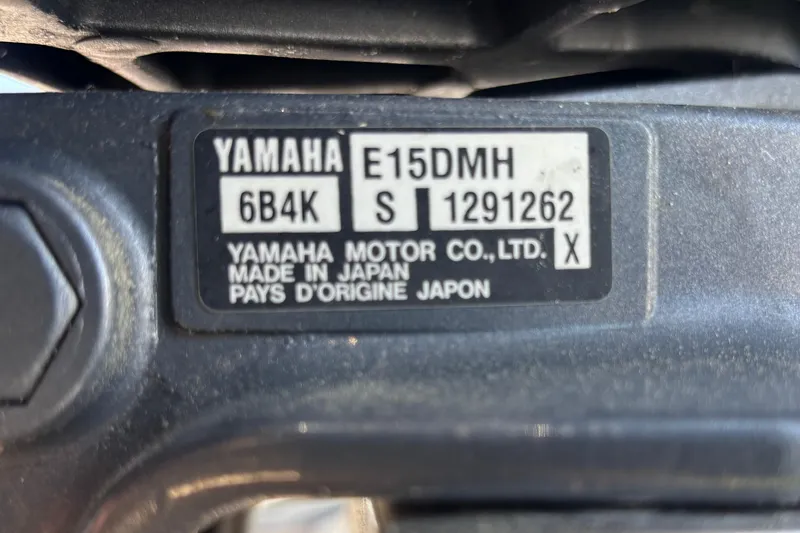 YAMAHA E15DMH
6B4K S 1291262
YAMAHA MOTOR CO.,LTD. X
MADE IN JAPAN
PAYS D'ORIGINE JAPON